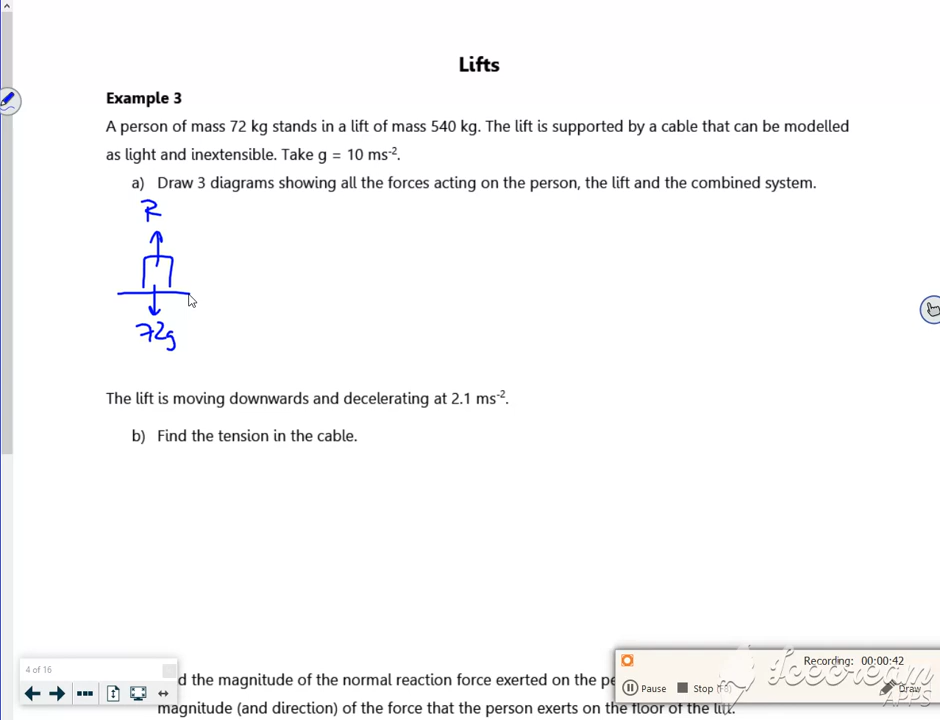 Lifts
Example 3
A person of mass 72 kg stands in a lift of mass 540 kg. The lift is supported by a cable that can be modelled
as light and inextensible. Take g = 10 ms⁻².
a) Draw 3 diagrams showing all the forces acting on the person, the lift and the combined system.
R
72g
The lift is moving downwards and decelerating at 2.1 ms⁻².
b) Find the tension in the cable.
4 of 16
d the magnitude of the normal reaction force exerted on the pe
magnitude (and direction) of the force that the person exerts on the floor of the lift.
Recording: 00:00:42
Pause
Stop (F8)
Draw
Icecream
APPS